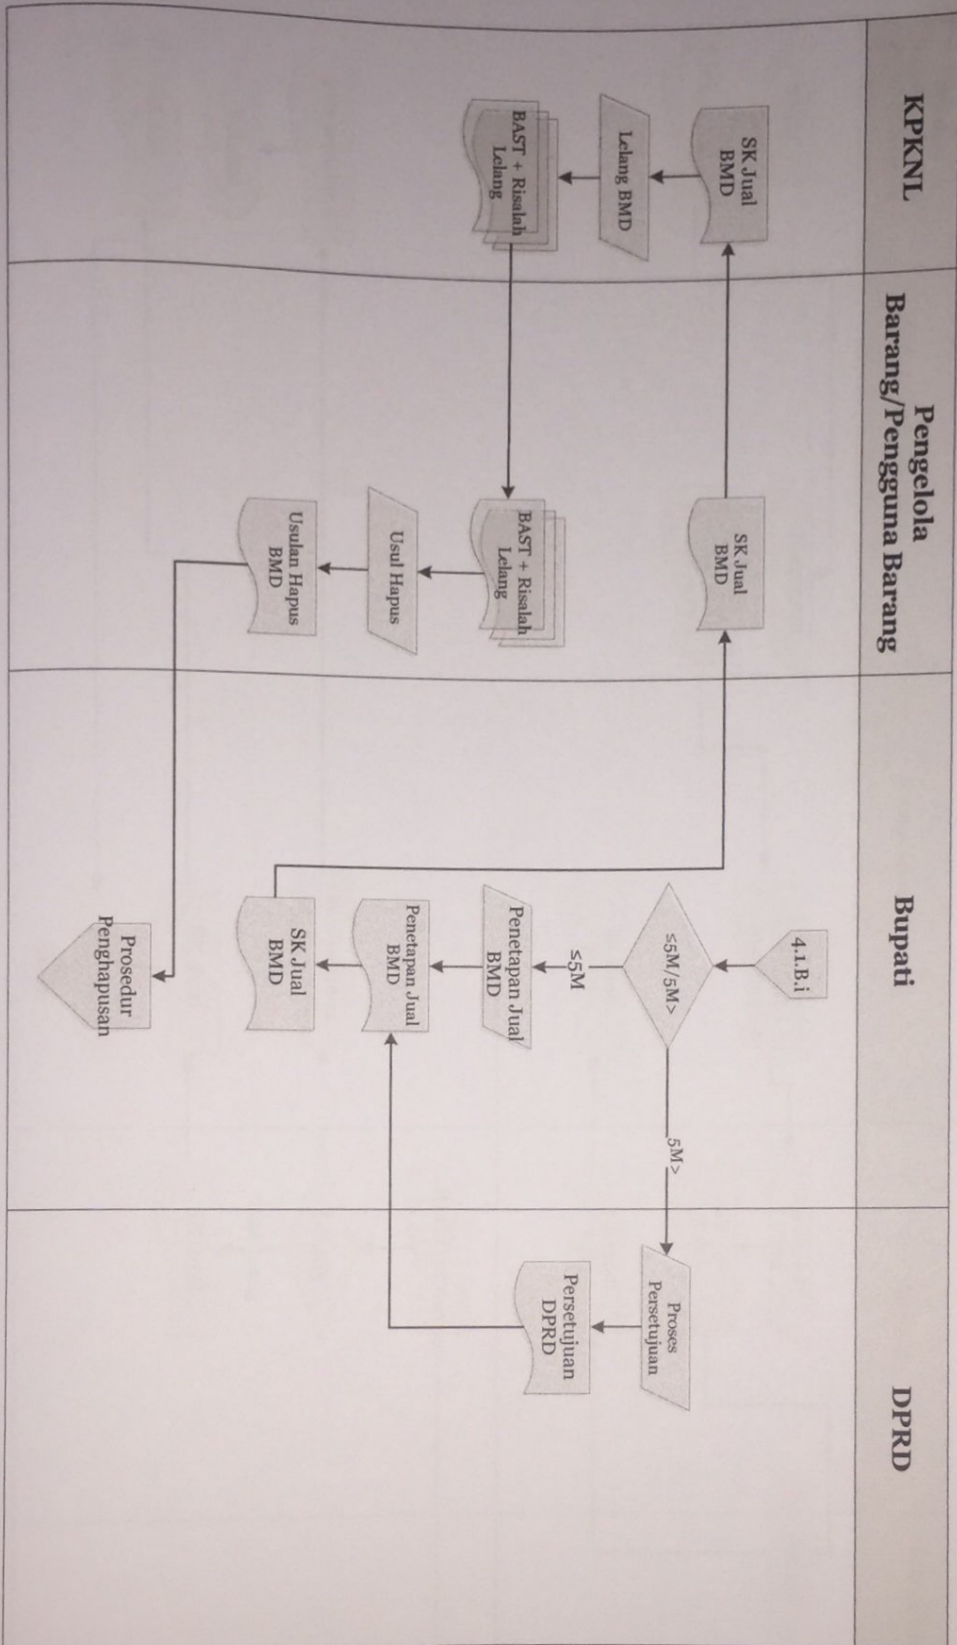 KPKNL
Pengelola
Barang/Pengguna Barang
Bupati
DPRD
SK Jual
BMD
Lelang BMD
BAST + Risalah
Lelang
SK Jual
BMD
BAST + Risalah
Lelang
Usul Hapus
Usulan Hapus
BMD
4.1.B.i
≤5M/5M>
≤5M
5M>
Penetapan Jual
BMD
Penetapan Jual
BMD
SK Jual
BMD
Prosedur
Penghapusan
Proses
Persetujuan
Persetujuan
DPRD